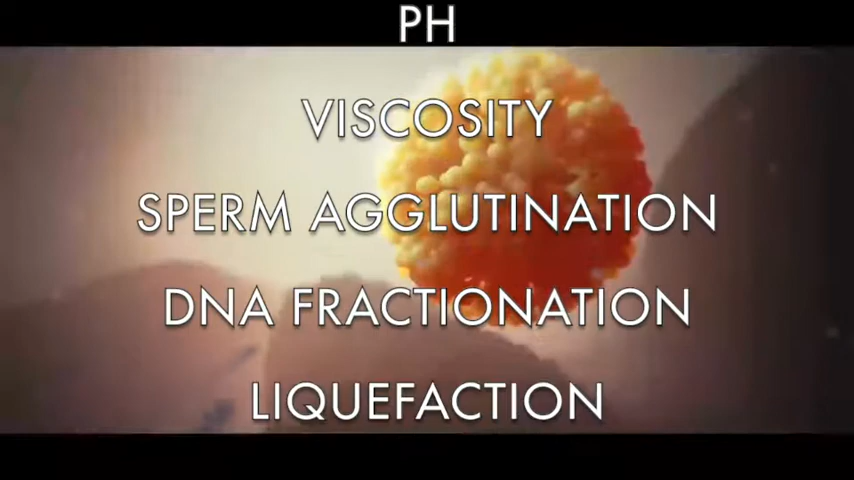 PH
VISCOSITY
SPERM AGGLUTINATION
DNA FRACTIONATION
LIQUEFACTION